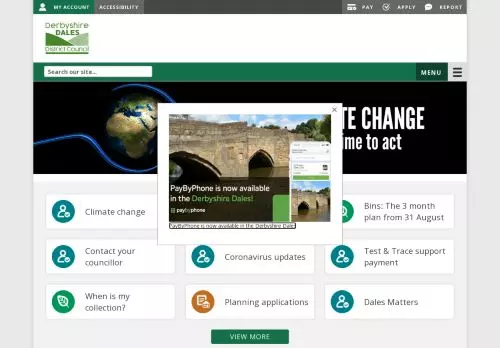 MY ACCOUNT
ACCESSIBILITY
PAY
APPLY
REPORT
Derbyshire
DALES
District Council
Search our site...
MENU
TE CHANGE
ime to act
×
PayByPhone is now available
in the Derbyshire Dales!
paybyphone
PayByPhone is now available in the Derbyshire Dales
Climate change
Bins: The 3 month
plan from 31 August
Contact your
councillor
Coronavirus updates
Test & Trace support
payment
When is my
collection?
Planning applications
Dales Matters
VIEW MORE